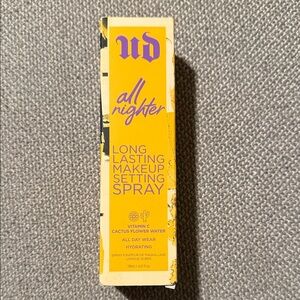 ud
all
nighter
LONG
LASTING
MAKEUP
SETTING
SPRAY
VITAMIN C
CACTUS FLOWER WATER
ALL DAY WEAR
HYDRATING